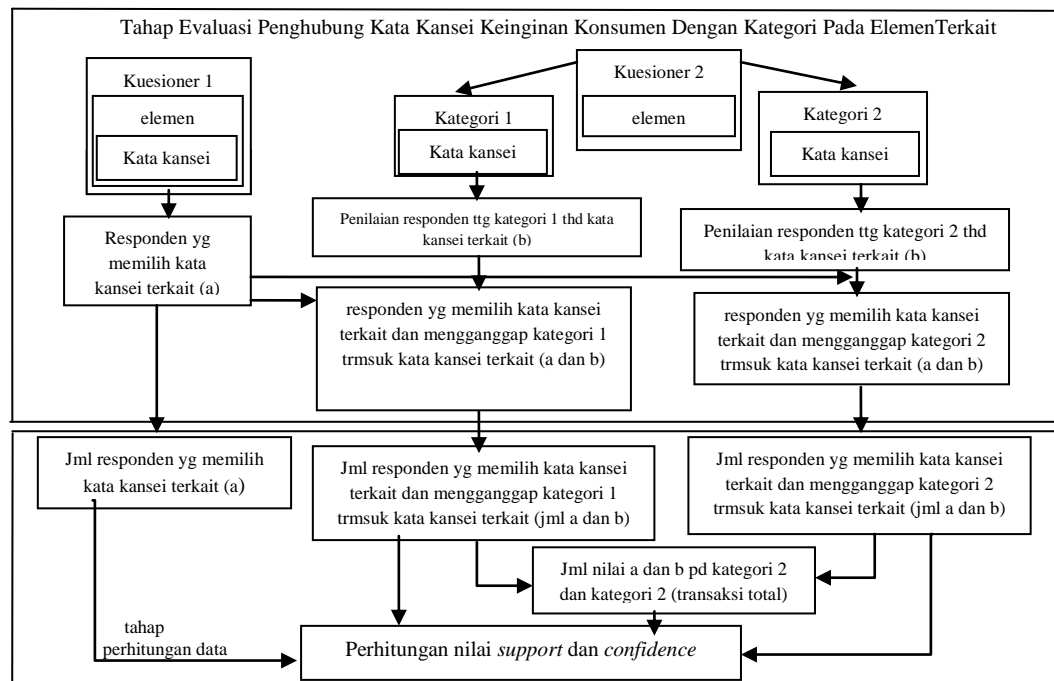 Tahap Evaluasi Penghubung Kata Kansei Keinginan Konsumen Dengan Kategori Pada ElemenTerkait
Kuesioner 1
elemen
Kata kansei
Kuesioner 2
elemen
Kategori 1
Kata kansei
Kategori 2
Kata kansei
Responden yg
memilih kata
kansei terkait (a)
Penilaian responden ttg kategori 1 thd kata
kansei terkait (b)
Penilaian responden ttg kategori 2 thd
kata kansei terkait (b)
responden yg memilih kata kansei
terkait dan mengganggap kategori 1
trmsuk kata kansei terkait (a dan b)
responden yg memilih kata kansei
terkait dan mengganggap kategori 2
trmsuk kata kansei terkait (a dan b)
Jml responden yg memilih
kata kansei terkait (a)
Jml responden yg memilih kata kansei
terkait dan mengganggap kategori 1
trmsuk kata kansei terkait (jml a dan b)
Jml responden yg memilih kata kansei
terkait dan mengganggap kategori 2
trmsuk kata kansei terkait (jml a dan b)
Jml nilai a dan b pd kategori 2
dan kategori 2 (transaksi total)
tahap
perhitungan data
Perhitungan nilai support dan confidence